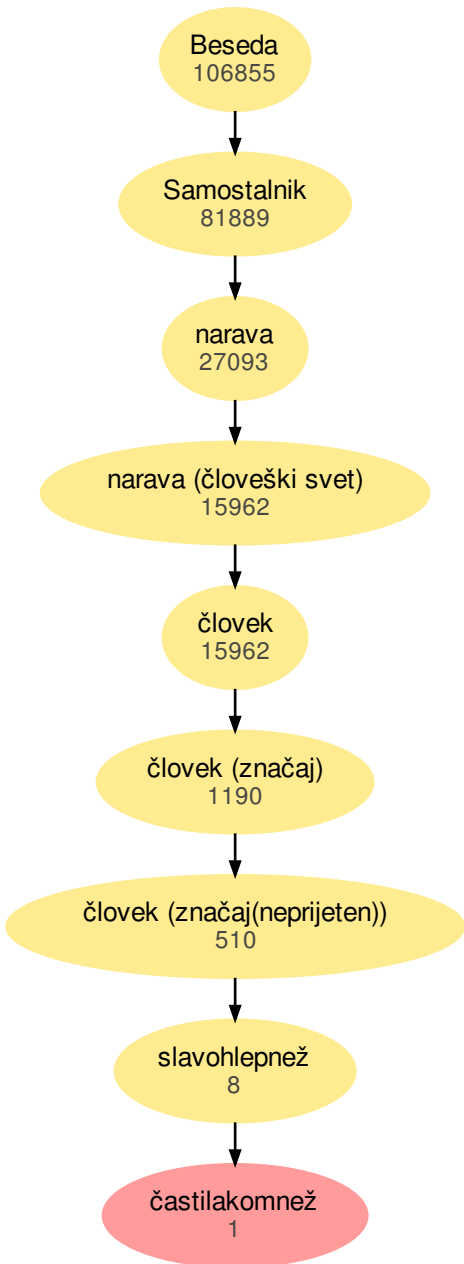 Beseda
106855
Samostalnik
81889
narava
27093
narava (človeški svet)
15962
človek
15962
človek (značaj)
1190
človek (značaj(neprijeten))
510
slavohlepnež
8
častilakomnež
1